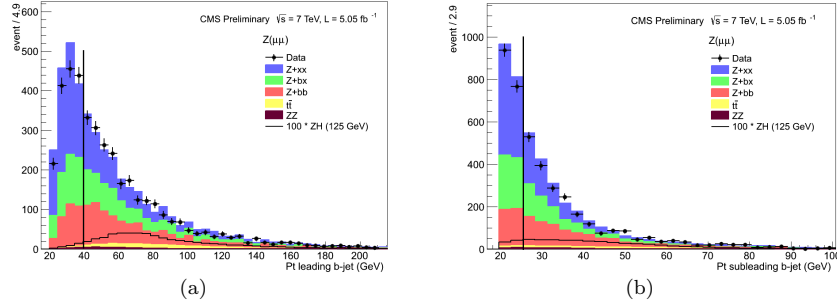 CMS Preliminary √s = 7 TeV, L = 5.05 fb⁻¹
event / 4.9
Z(μμ)
Data
Z+xx
Z+bx
Z+bb
tt̄
ZZ
100 * ZH (125 GeV)
600
500
400
300
200
100
0
20 40 60 80 100 120 140 160 180 200
Pt leading b-jet (GeV)
(a)
CMS Preliminary √s = 7 TeV, L = 5.05 fb⁻¹
event / 2.9
Z(μμ)
Data
Z+xx
Z+bx
Z+bb
tt̄
ZZ
100 * ZH (125 GeV)
1000
800
600
400
200
0
20 30 40 50 60 70 80 90 100
Pt subleading b-jet (GeV)
(b)